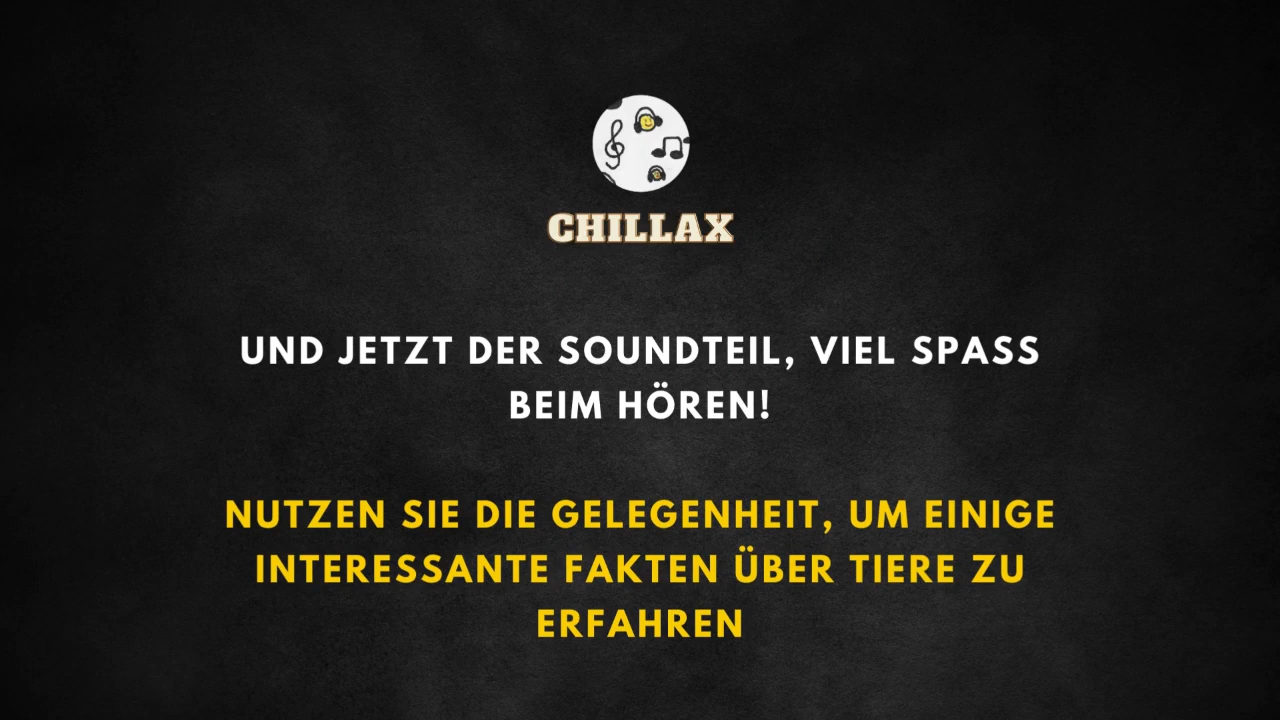 CHILLAX
UND JETZT DER SOUNDTEIL, VIEL SPASS
BEIM HÖREN!
NUTZEN SIE DIE GELEGENHEIT, UM EINIGE
INTERESSANTE FAKTEN ÜBER TIERE ZU
ERFAHREN